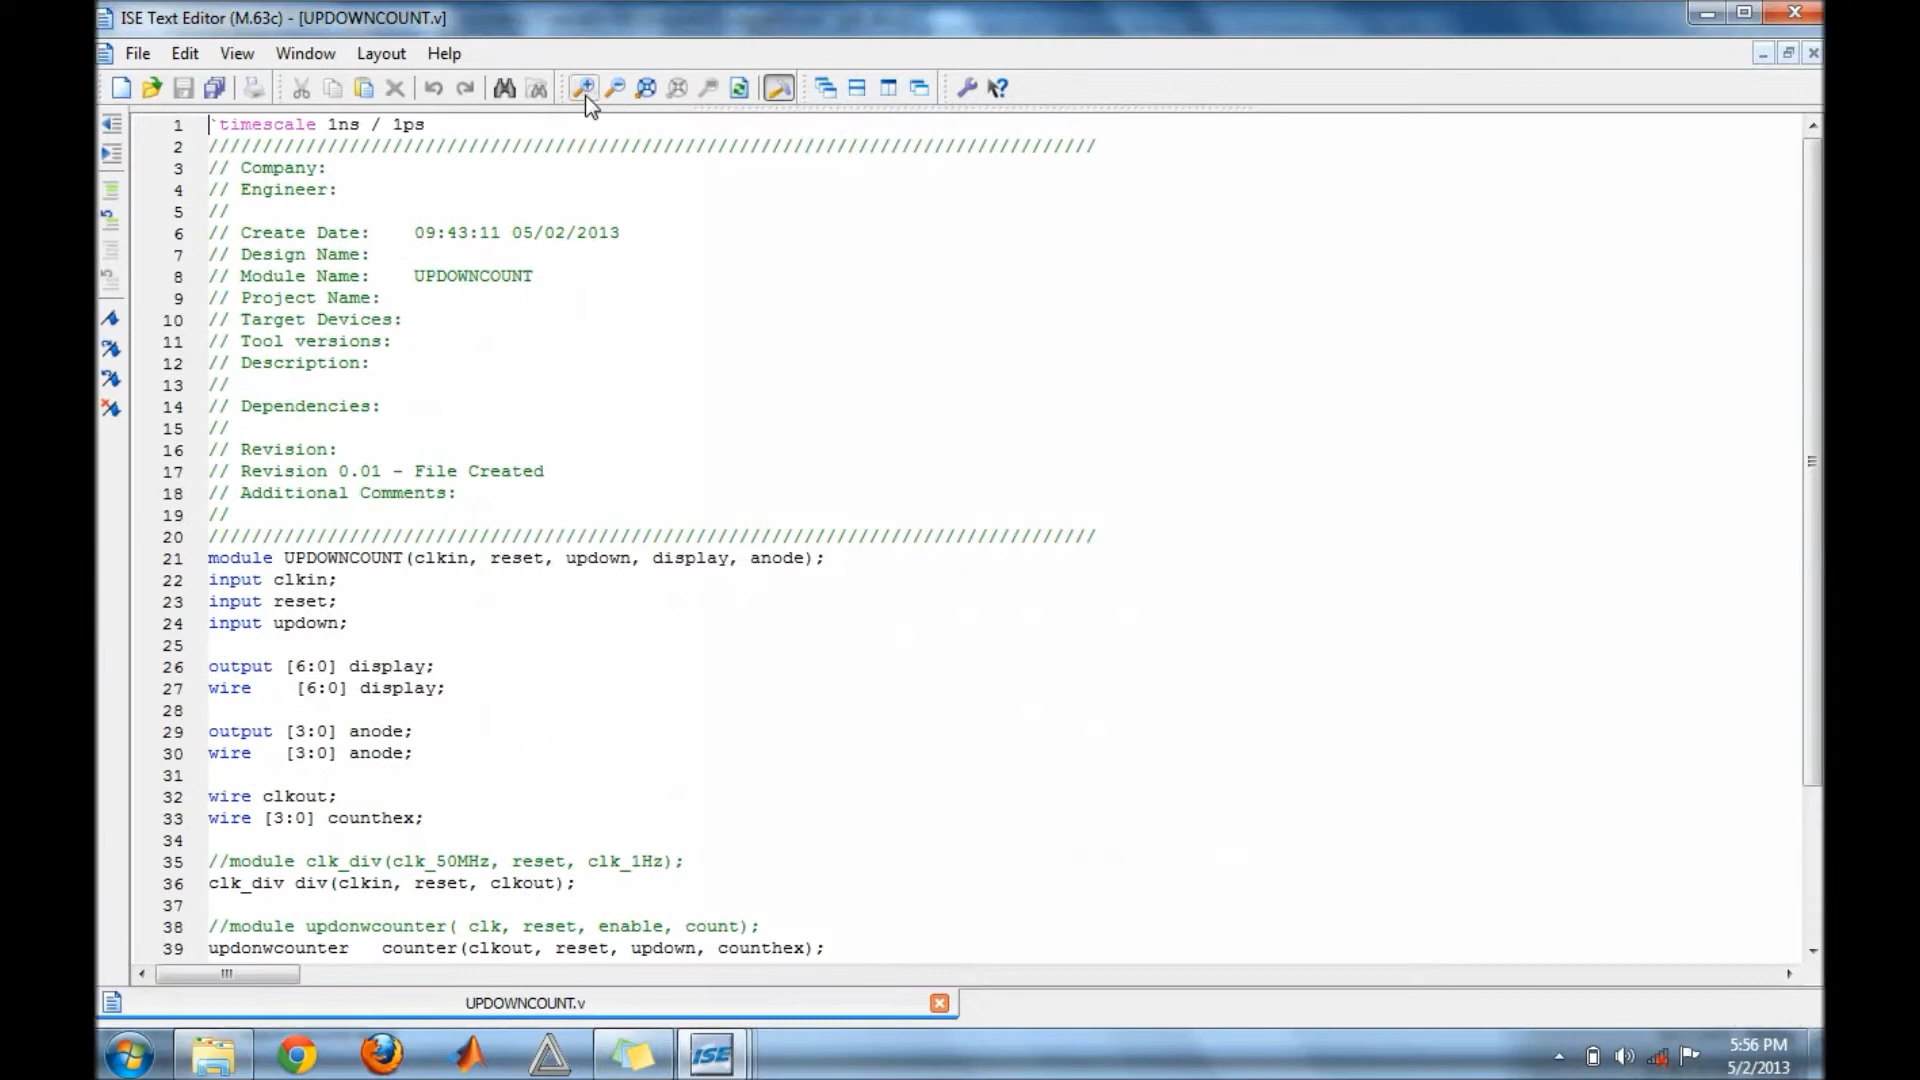 ISE Text Editor (M.63c) - [UPDOWNCOUNT.v]
File Edit View Window Layout Help
1 `timescale 1ns / 1ps
2 //////////////////////////////////////////////////////////////////////////////////
3 // Company:
4 // Engineer:
5 //
6 // Create Date:    09:43:11 05/02/2013
7 // Design Name:
8 // Module Name:    UPDOWNCOUNT
9 // Project Name:
10 // Target Devices:
11 // Tool versions:
12 // Description:
13 //
14 // Dependencies:
15 //
16 // Revision:
17 // Revision 0.01 - File Created
18 // Additional Comments:
19 //
20 //////////////////////////////////////////////////////////////////////////////////
21 module UPDOWNCOUNT(clkin, reset, updown, display, anode);
22 input clkin;
23 input reset;
24 input updown;
25
26 output [6:0] display;
27 wire    [6:0] display;
28
29 output [3:0] anode;
30 wire   [3:0] anode;
31
32 wire clkout;
33 wire [3:0] counthex;
34
35 //module clk_div(clk_50MHz, reset, clk_1Hz);
36 clk_div div(clkin, reset, clkout);
37
38 //module updonwcounter( clk, reset, enable, count);
39 updonwcounter   counter(clkout, reset, updown, counthex);
UPDOWNCOUNT.v
ISE
5:56 PM
5/2/2013